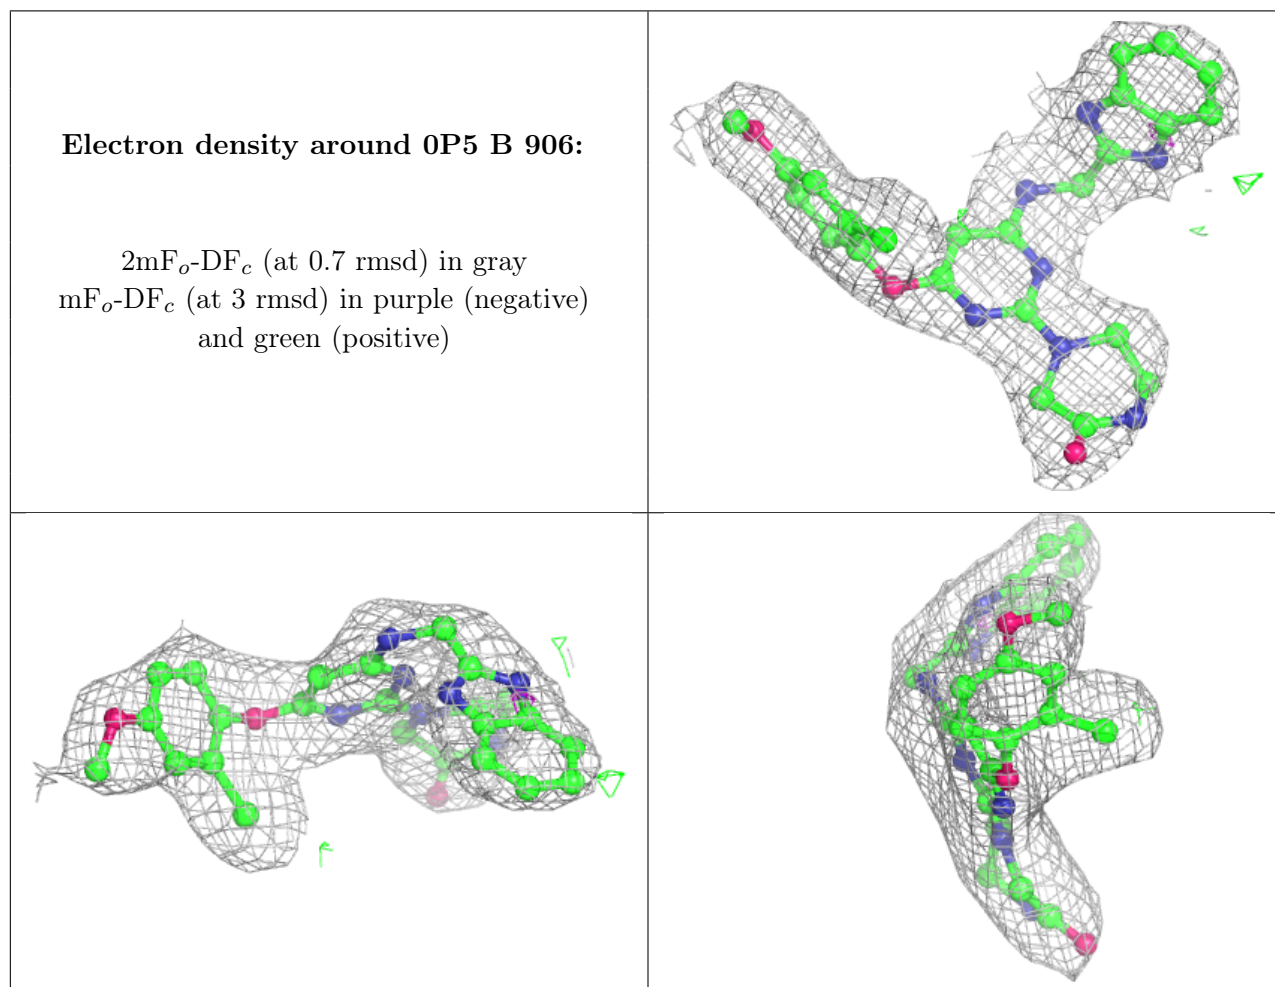 Electron density around 0P5 B 906:
2mFo-DFc (at 0.7 rmsd) in gray
mFo-DFc (at 3 rmsd) in purple (negative)
and green (positive)